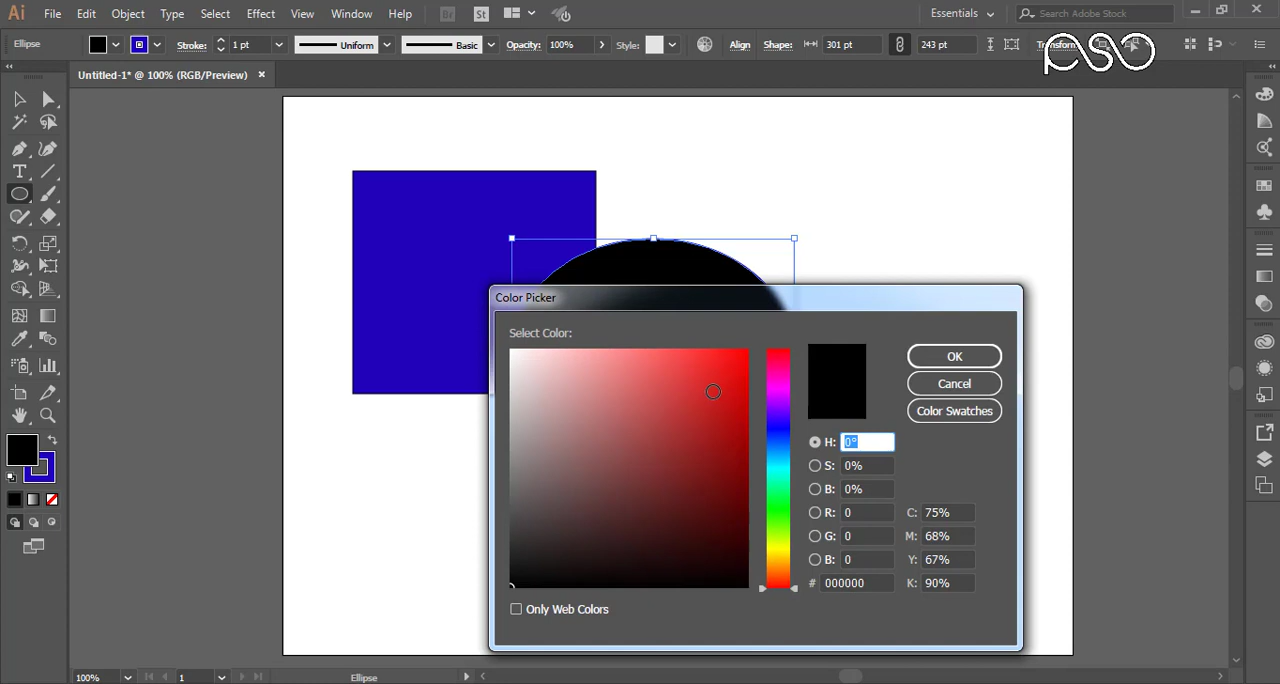 Ai File Edit Object Type Select Effect View Window Help Br St Essentials Search Adobe Stock
Ellipse Stroke: 1 pt Uniform Basic Opacity: 100% Style: Align Shape: 301 pt 243 pt Transform
Untitled-1* @ 100% (RGB/Preview) ×
Color Picker
Select Color:
OK
Cancel
Color Swatches
H: 0°
S: 0%
B: 0%
R: 0 C: 75%
G: 0 M: 68%
B: 0 Y: 67%
# 000000 K: 90%
Only Web Colors
100% 1 Ellipse